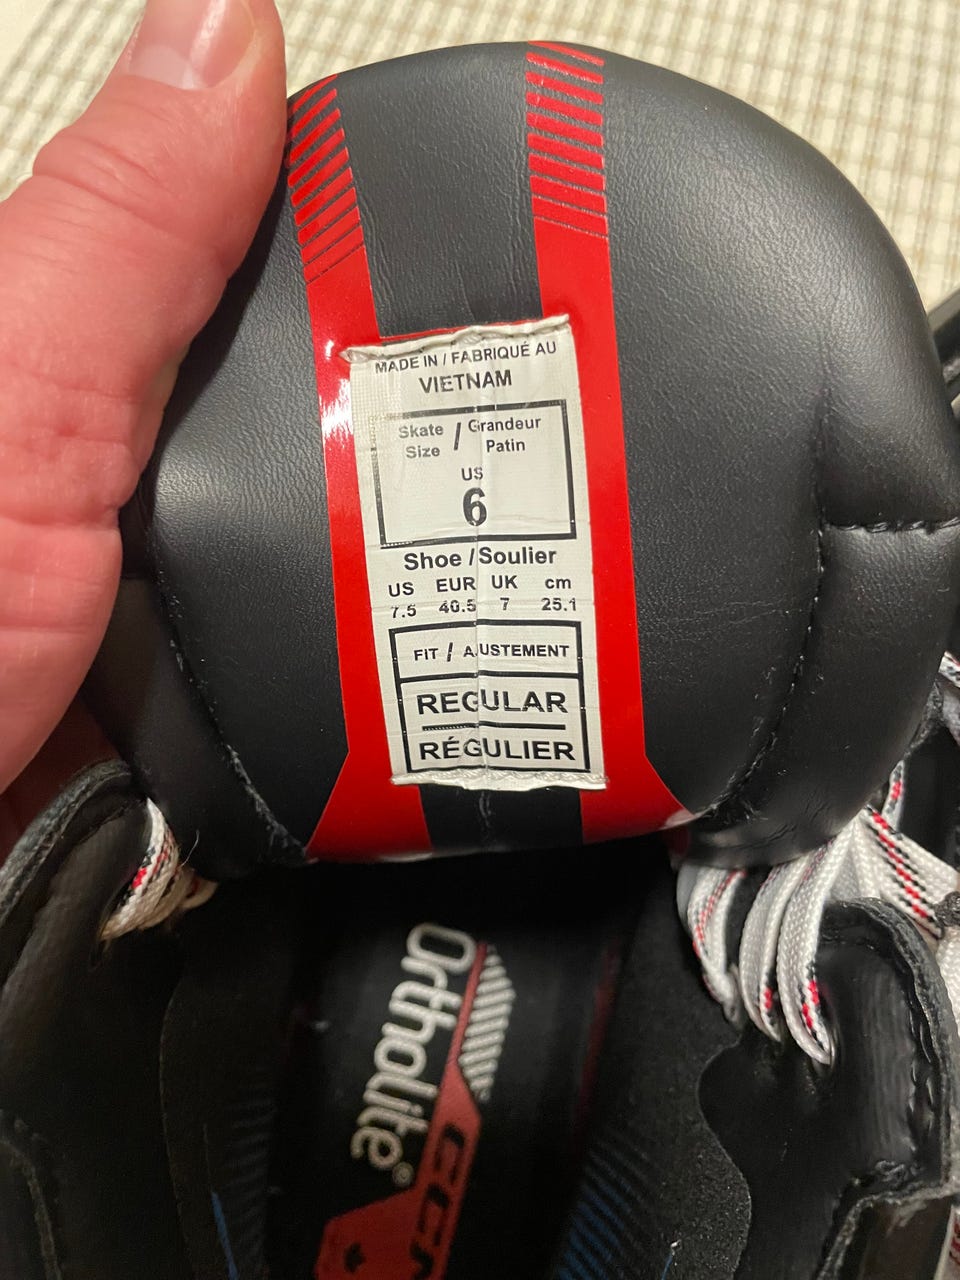 MADE IN / FABRIQUÉ AU
VIETNAM
Skate Size / Grandeur Patin
US
6
Shoe / Soulier
US EUR UK cm
7.5 40.5 7 25.1
FIT / AJUSTEMENT
REGULAR
RÉGULIER
Ortholite®